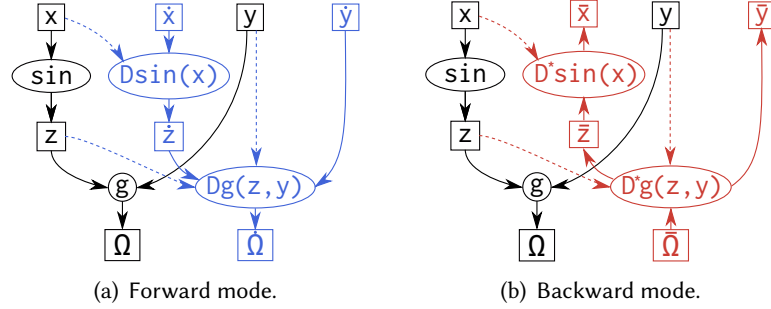 x ẋ y ẏ
sin Dsin(x)
z ż
g Dg(z,y)
Ω Ω̇
(a) Forward mode.
x x̄ y ȳ
sin D*sin(x)
z z̄
g D*g(z,y)
Ω Ω̄
(b) Backward mode.